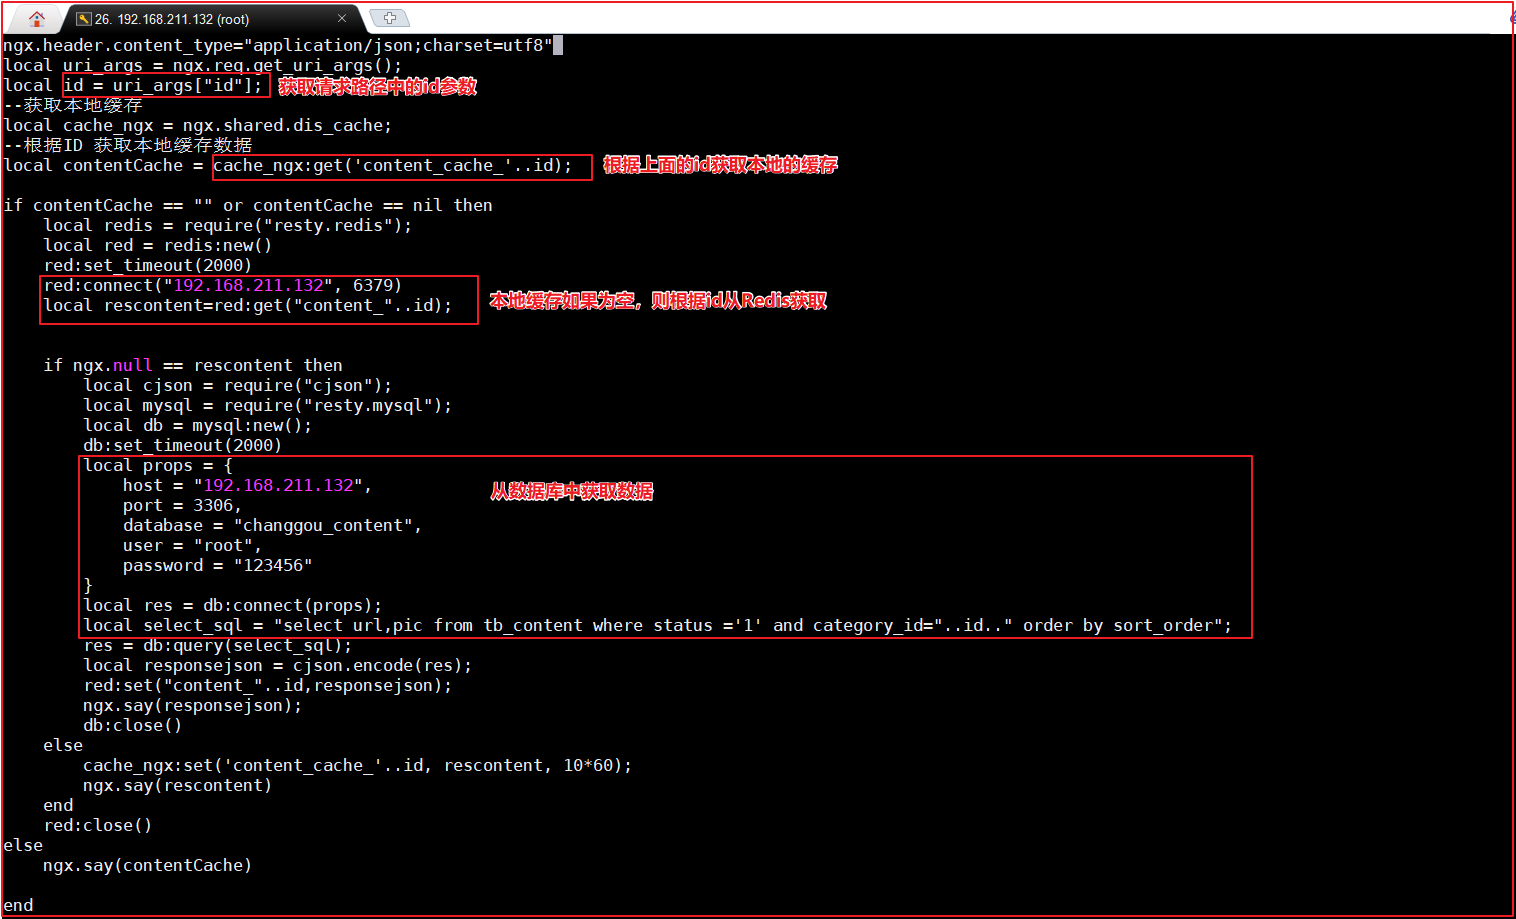 26. 192.168.211.132 (root)
ngx.header.content_type="application/json;charset=utf8"
local uri_args = ngx.req.get_uri_args();
local id = uri_args["id"]; 获取请求路径中的id参数
--获取本地缓存
local cache_ngx = ngx.shared.dis_cache;
--根据ID 获取本地缓存数据
local contentCache = cache_ngx:get('content_cache_'..id); 根据上面的id获取本地的缓存
if contentCache == "" or contentCache == nil then
local redis = require("resty.redis");
local red = redis:new()
red:set_timeout(2000)
red:connect("192.168.211.132", 6379)
local rescontent=red:get("content_"..id); 本地缓存如果为空，则根据id从Redis获取
if ngx.null == rescontent then
local cjson = require("cjson");
local mysql = require("resty.mysql");
local db = mysql:new();
db:set_timeout(2000)
local props = {
host = "192.168.211.132", 从数据库中获取数据
port = 3306,
database = "changgou_content",
user = "root",
password = "123456"
}
local res = db:connect(props);
local select_sql = "select url,pic from tb_content where status ='1' and category_id="..id.." order by sort_order";
res = db:query(select_sql);
local responsejson = cjson.encode(res);
red:set("content_"..id,responsejson);
ngx.say(responsejson);
db:close()
else
cache_ngx:set('content_cache_'..id, rescontent, 10*60);
ngx.say(rescontent)
end
red:close()
else
ngx.say(contentCache)
end